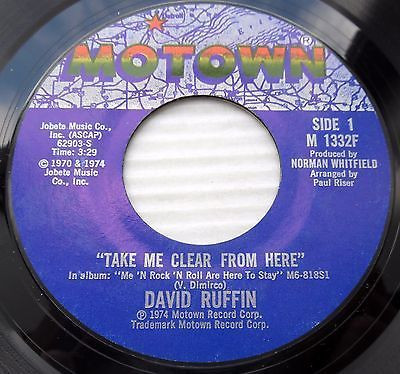 Detroit
MOTOWN®
Jobete Music Co.,
Inc. (ASCAP)
62903-S
Time: 3:29
© 1970 & 1974
Jobete Music
Co., Inc.
SIDE 1
M 1332F
Produced by
NORMAN WHITFIELD
Arranged by
Paul Riser
"TAKE ME CLEAR FROM HERE"
In album: "Me 'N Rock 'N Roll Are Here To Stay" M6-818S1
(V. Dimirco)
DAVID RUFFIN
℗ 1974 Motown Record Corp.
Trademark Motown Record Corp.